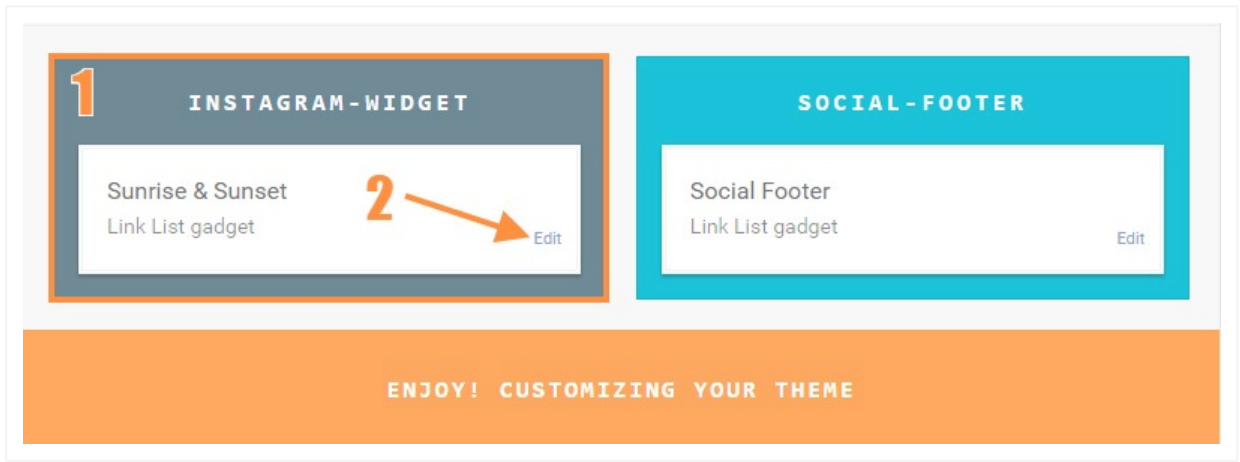 1
INSTAGRAM-WIDGET
Sunrise & Sunset
Link List gadget
2
Edit
SOCIAL-FOOTER
Social Footer
Link List gadget
Edit
ENJOY! CUSTOMIZING YOUR THEME